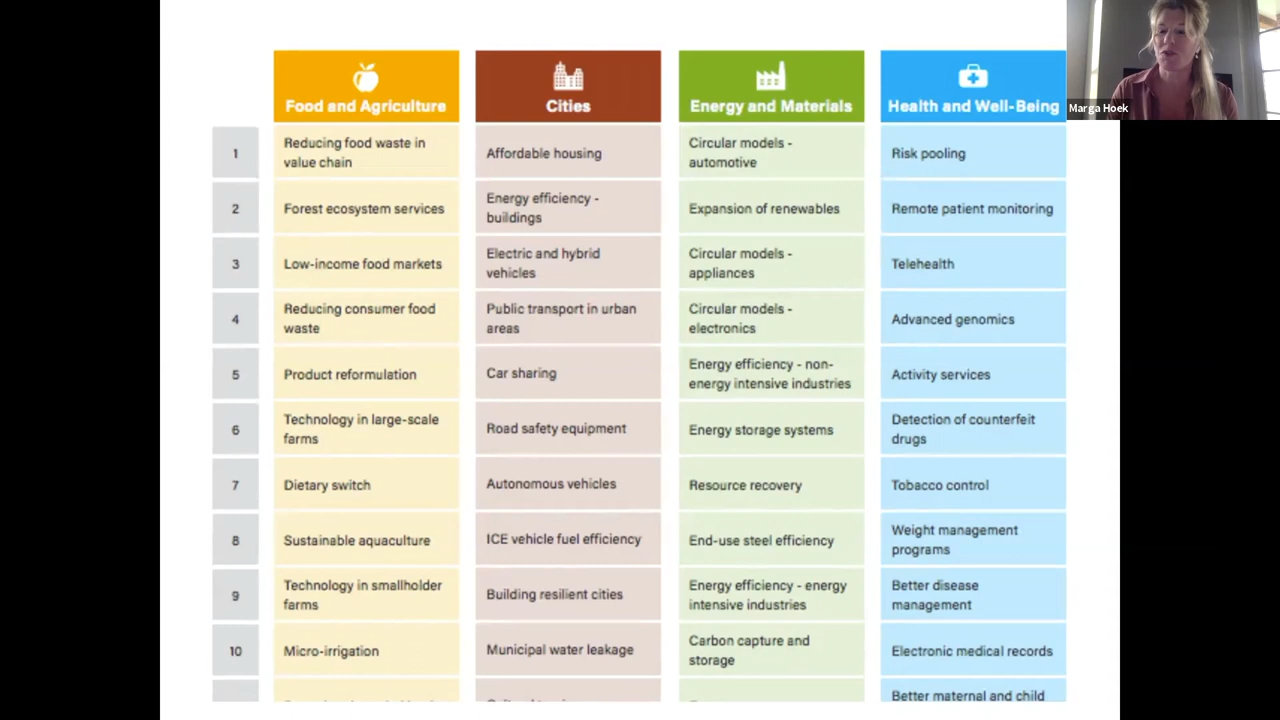 Food and Agriculture
Cities
Energy and Materials
Health and Well-Being
Marga Hoek
1
Reducing food waste in
value chain
Affordable housing
Circular models -
automotive
Risk pooling
2
Forest ecosystem services
Energy efficiency -
buildings
Expansion of renewables
Remote patient monitoring
3
Low-income food markets
Electric and hybrid
vehicles
Circular models -
appliances
Telehealth
4
Reducing consumer food
waste
Public transport in urban
areas
Circular models -
electronics
Advanced genomics
5
Product reformulation
Car sharing
Energy efficiency - non-
energy intensive industries
Activity services
6
Technology in large-scale
farms
Road safety equipment
Energy storage systems
Detection of counterfeit
drugs
7
Dietary switch
Autonomous vehicles
Resource recovery
Tobacco control
8
Sustainable aquaculture
ICE vehicle fuel efficiency
End-use steel efficiency
Weight management
programs
9
Technology in smallholder
farms
Building resilient cities
Energy efficiency - energy
intensive industries
Better disease
management
10
Micro-irrigation
Municipal water leakage
Carbon capture and
storage
Electronic medical records
Better maternal and child